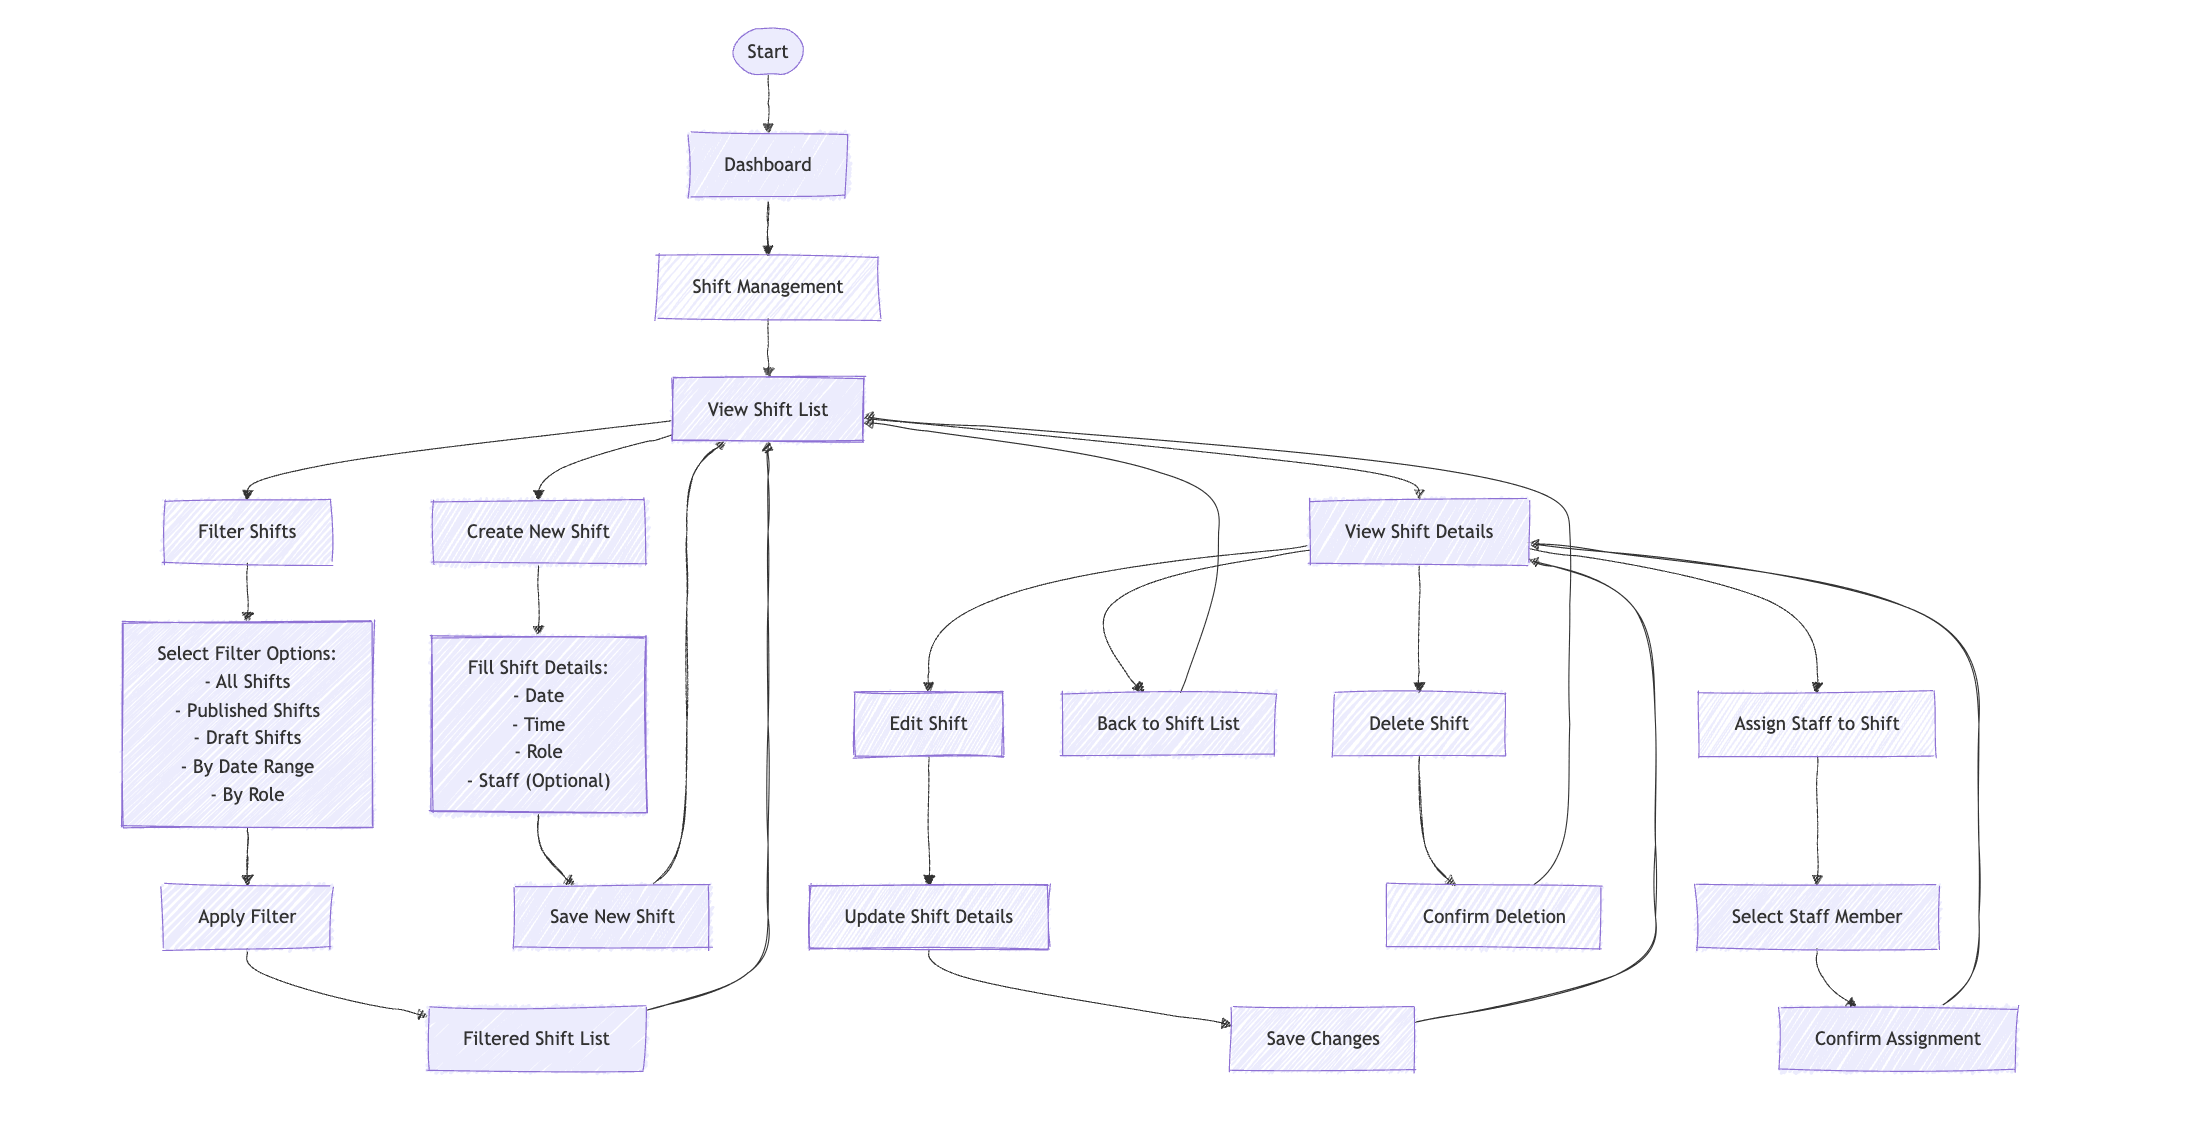 Start
Dashboard
Shift Management
View Shift List
Filter Shifts
Create New Shift
View Shift Details
Select Filter Options:
- All Shifts
- Published Shifts
- Draft Shifts
- By Date Range
- By Role
Fill Shift Details:
- Date
- Time
- Role
- Staff (Optional)
Edit Shift
Back to Shift List
Delete Shift
Assign Staff to Shift
Apply Filter
Save New Shift
Update Shift Details
Confirm Deletion
Select Staff Member
Filtered Shift List
Save Changes
Confirm Assignment